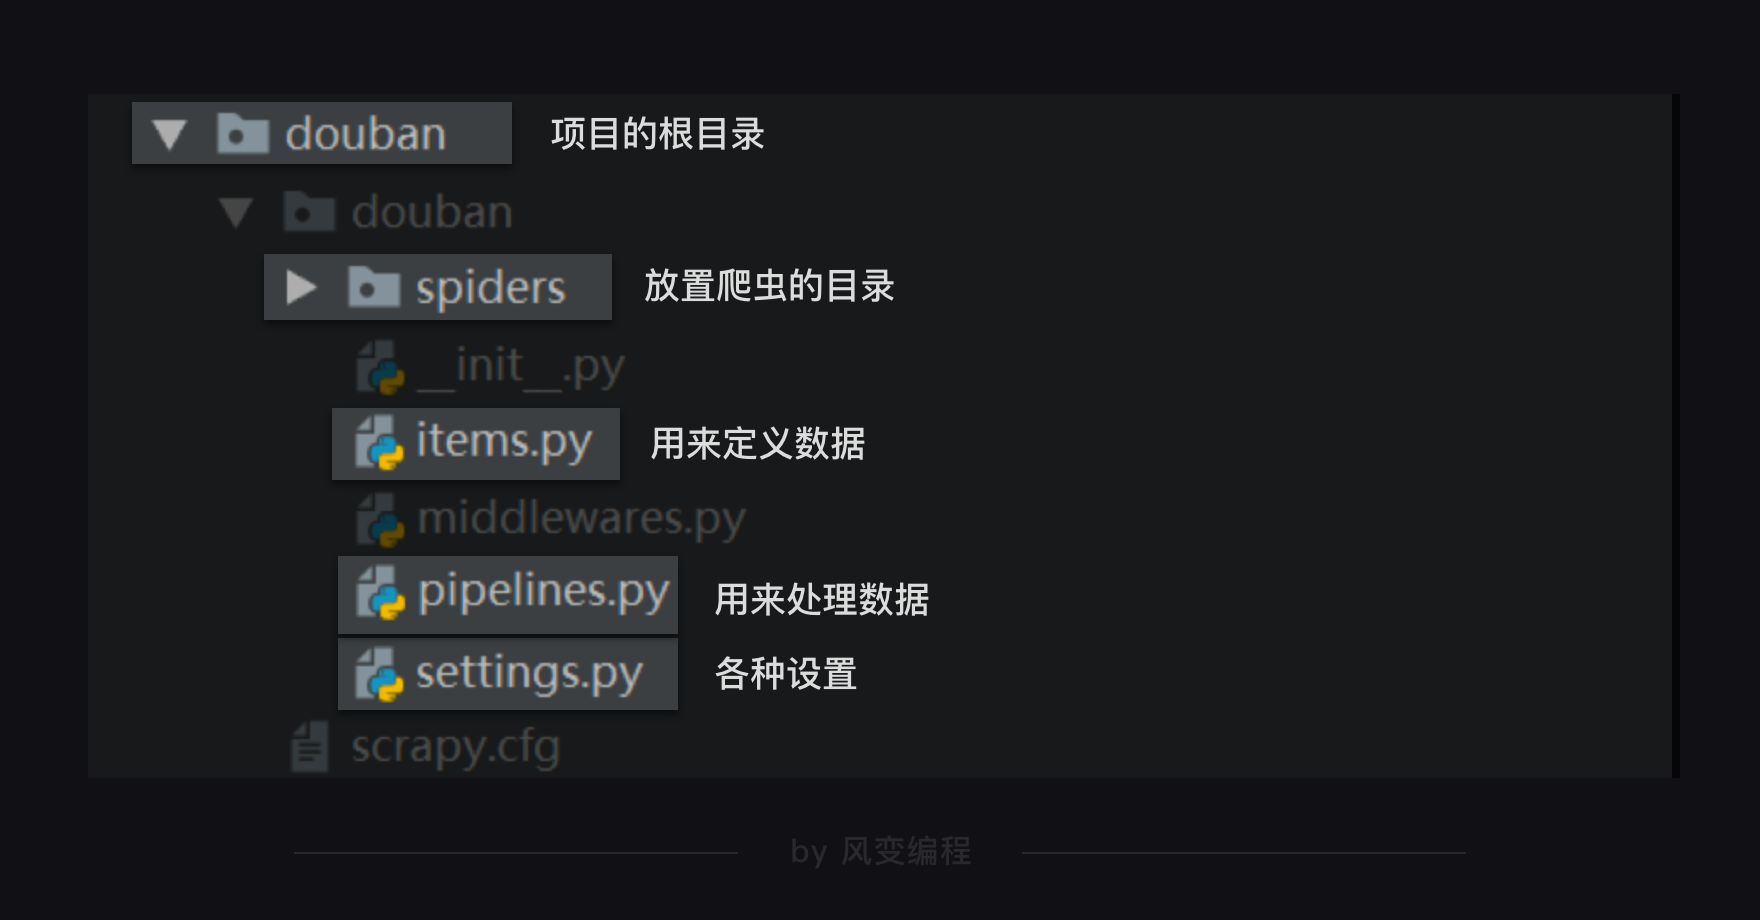 douban 项目的根目录
douban
spiders 放置爬虫的目录
__init__.py
items.py 用来定义数据
middlewares.py
pipelines.py 用来处理数据
settings.py 各种设置
scrapy.cfg
by 风变编程